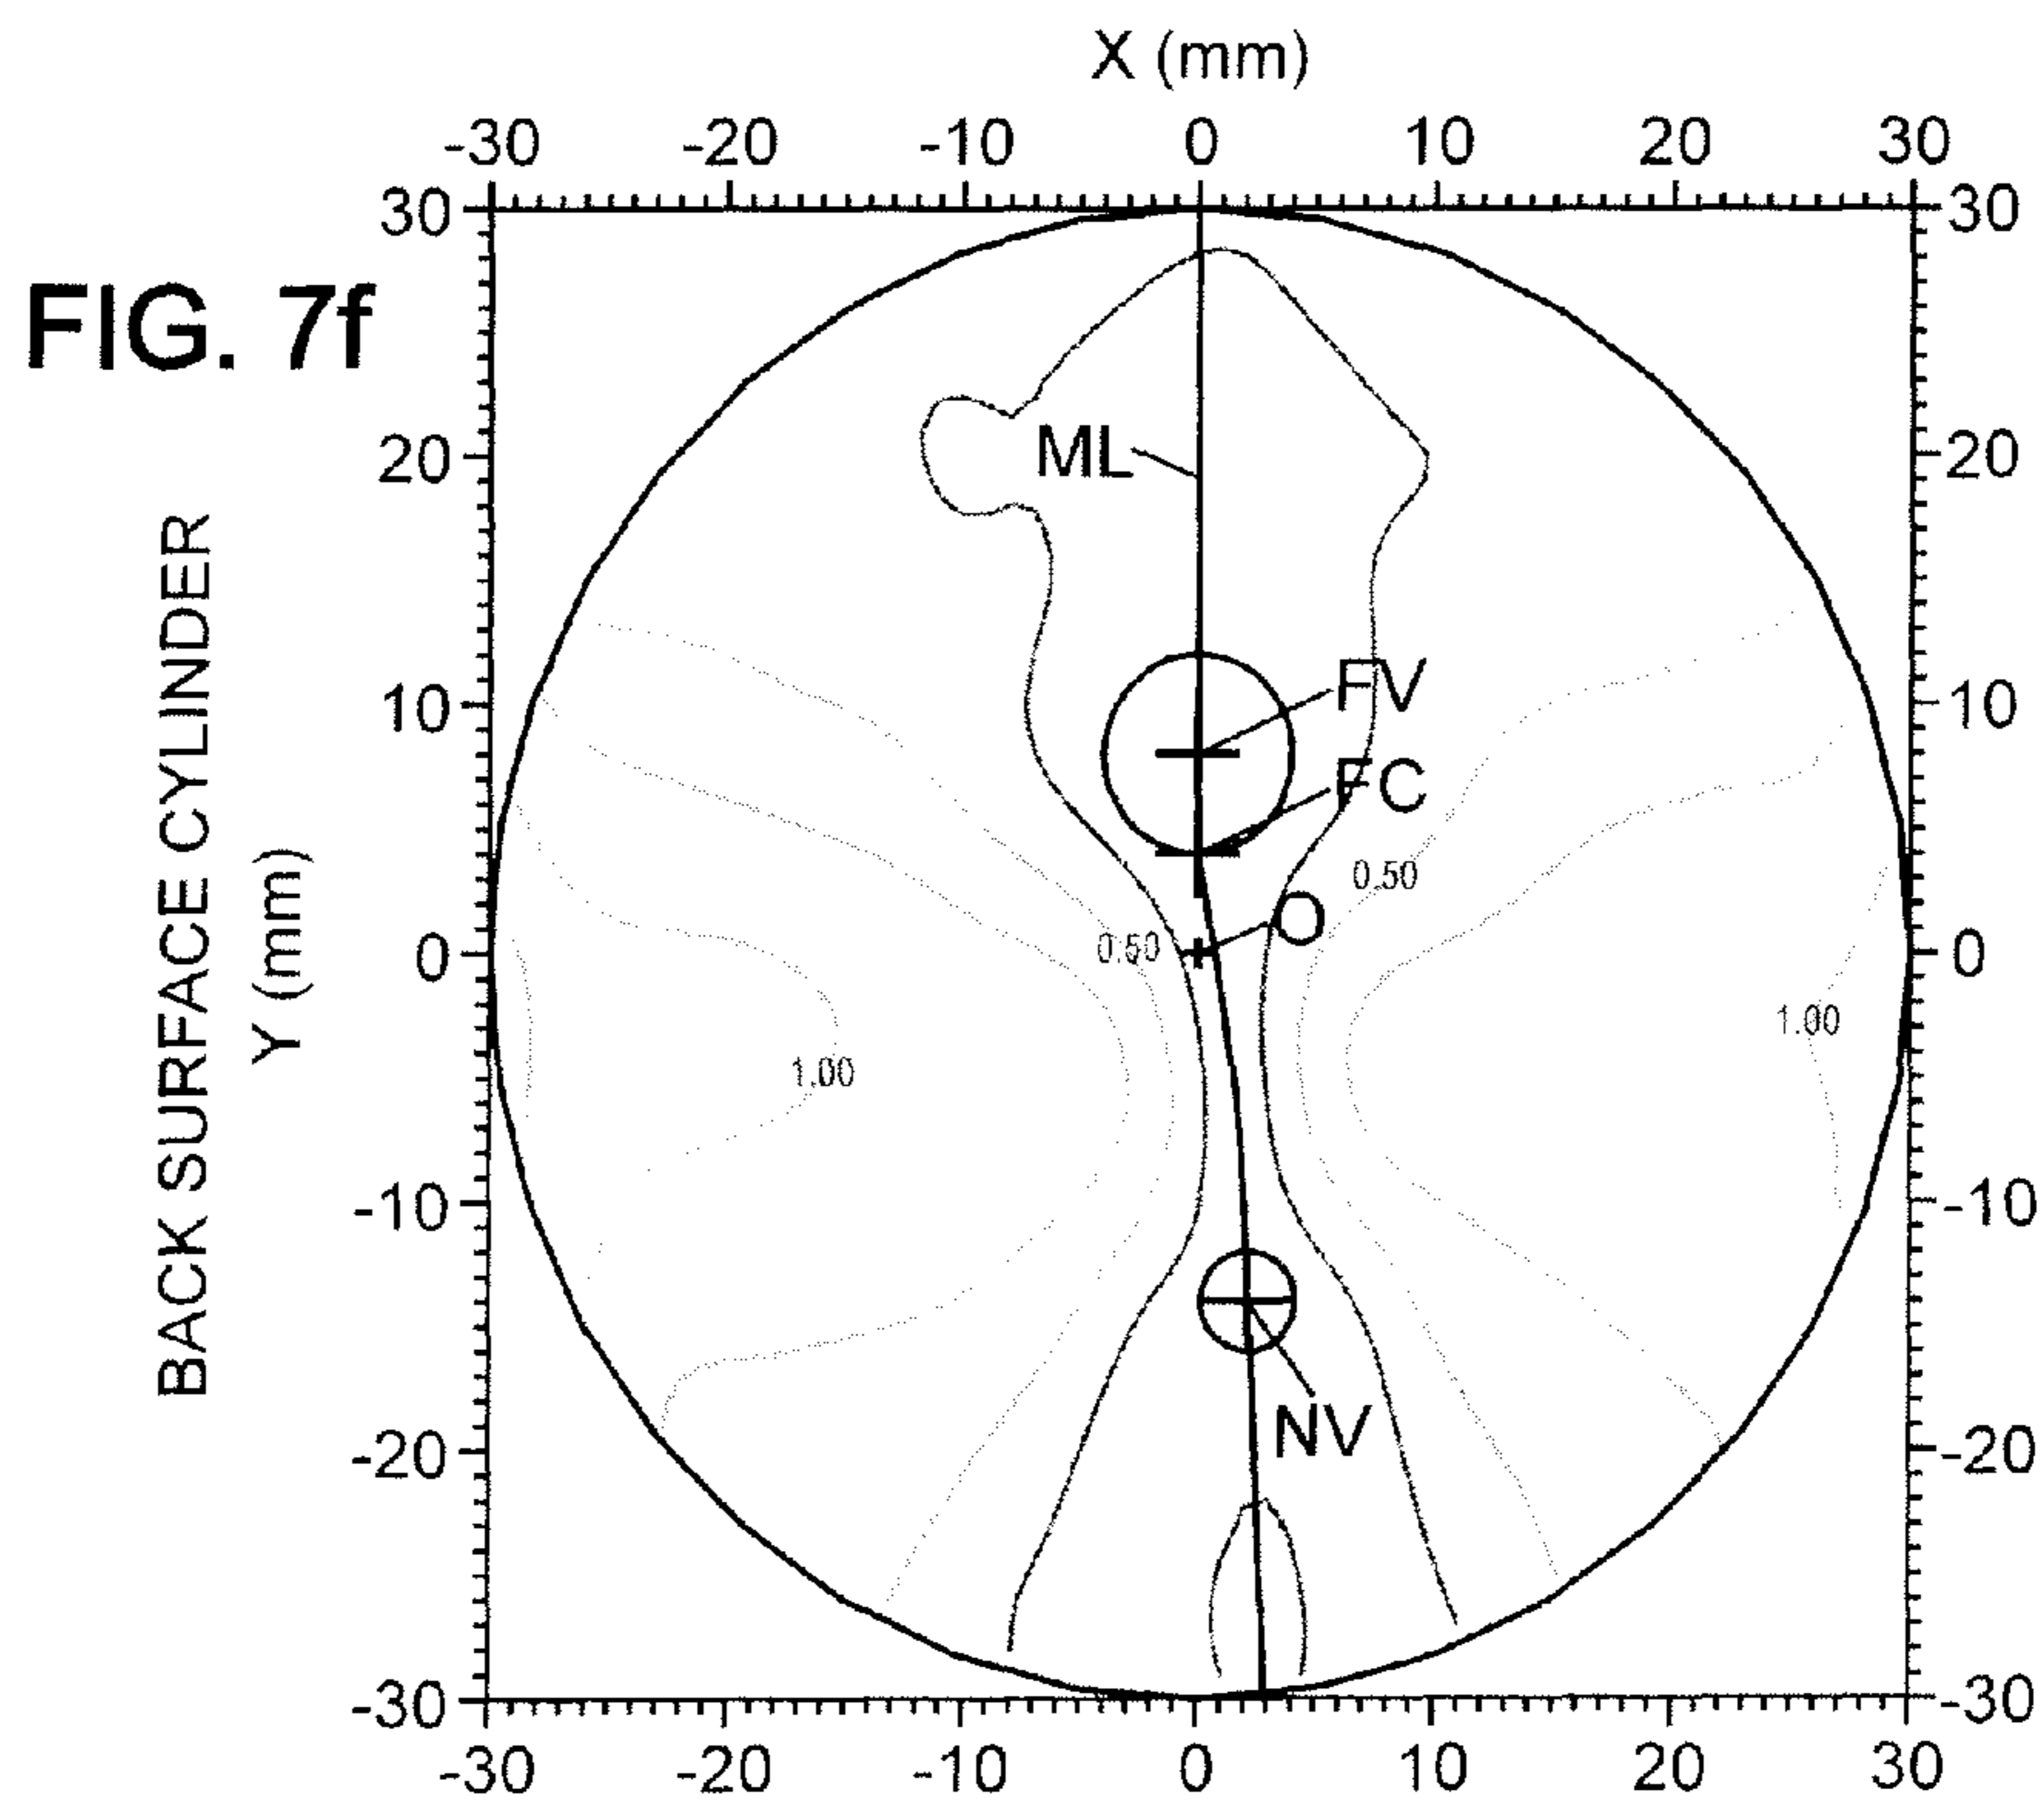 X (mm)
-30 -20 -10 0 10 20 30
FIG. 7f
BACK SURFACE CYLINDER
Y (mm)
30 30
20 20
10 10
0 0
-10 -10
-20 -20
-30 -30
ML
FV
FC
0.50
O
0.50
1.00
1.00
NV
-30 -20 -10 0 10 20 30